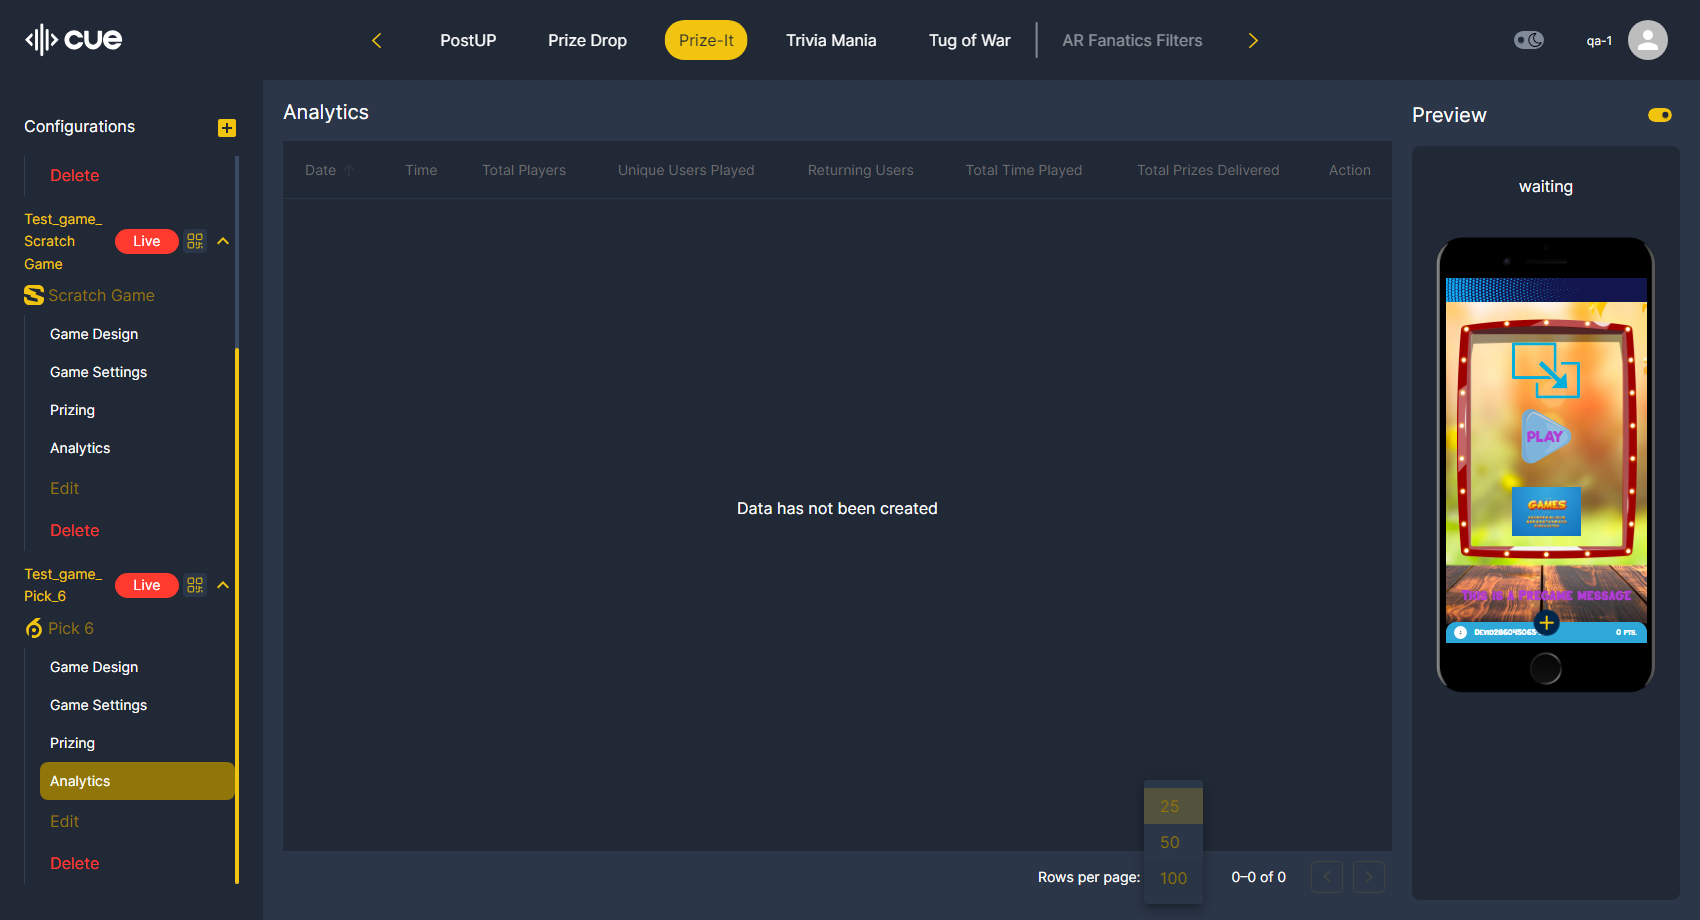 cue
PostUP
Prize Drop
Prize-It
Trivia Mania
Tug of War
AR Fanatics Filters
qa-1
Configurations
Delete
Test_game_
Scratch
Game
Live
Scratch Game
Game Design
Game Settings
Prizing
Analytics
Edit
Delete
Test_game_
Pick_6
Live
Pick 6
Game Design
Game Settings
Prizing
Analytics
Edit
Delete
Analytics
Date
Time
Total Players
Unique Users Played
Returning Users
Total Time Played
Total Prizes Delivered
Action
Data has not been created
Rows per page:
25
50
100
0–0 of 0
Preview
waiting
PLAY
GAMES
This is a Pregame message
0 pts.